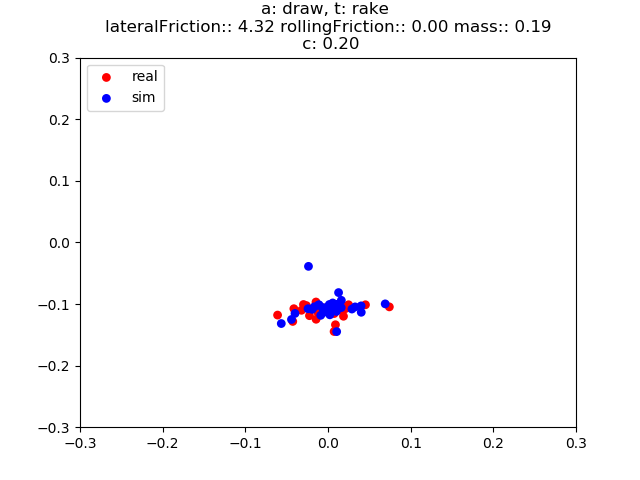 a: draw, t: rake
lateralFriction:: 4.32 rollingFriction:: 0.00 mass:: 0.19
c: 0.20
real
sim
0.3
0.2
0.1
0.0
−0.1
−0.2
−0.3
−0.3 −0.2 −0.1 0.0 0.1 0.2 0.3